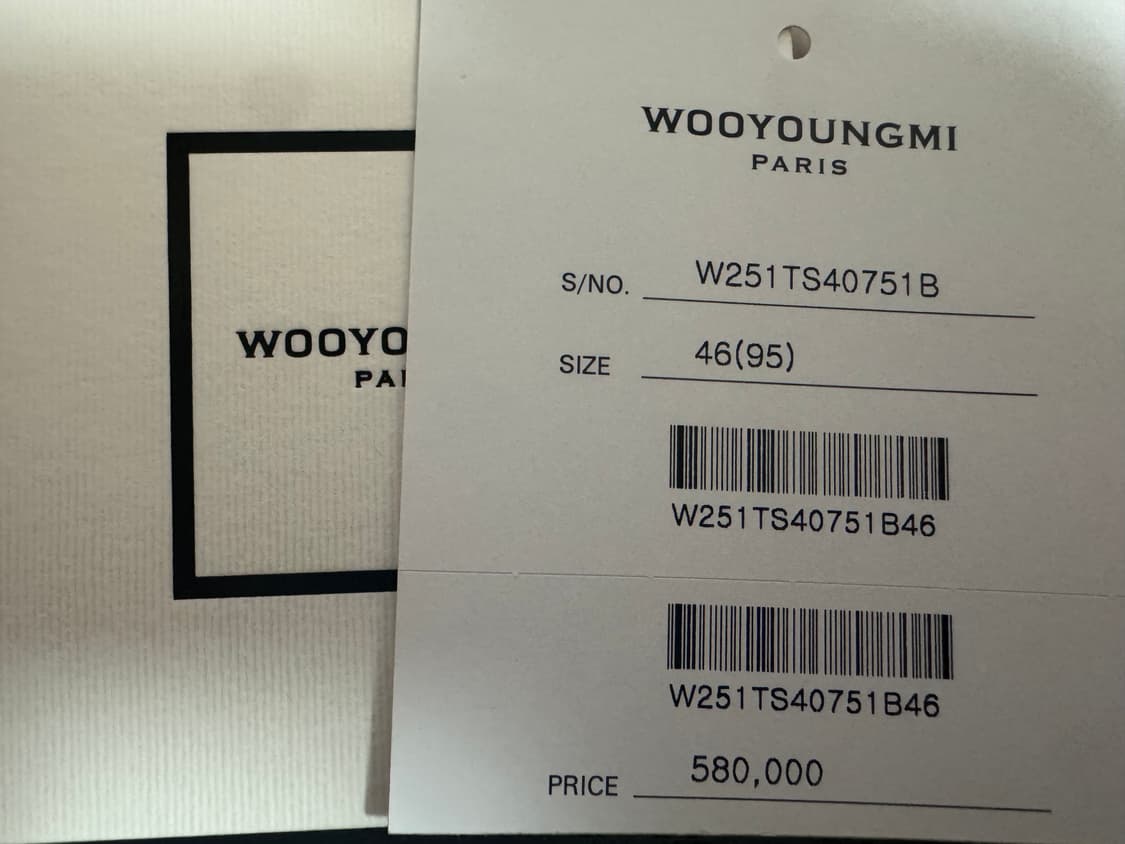 WOOYO
PA
WOOYOUNGMI
PARIS
S/NO. W251TS40751B
SIZE 46(95)
W251TS40751B46
W251TS40751B46
PRICE 580,000